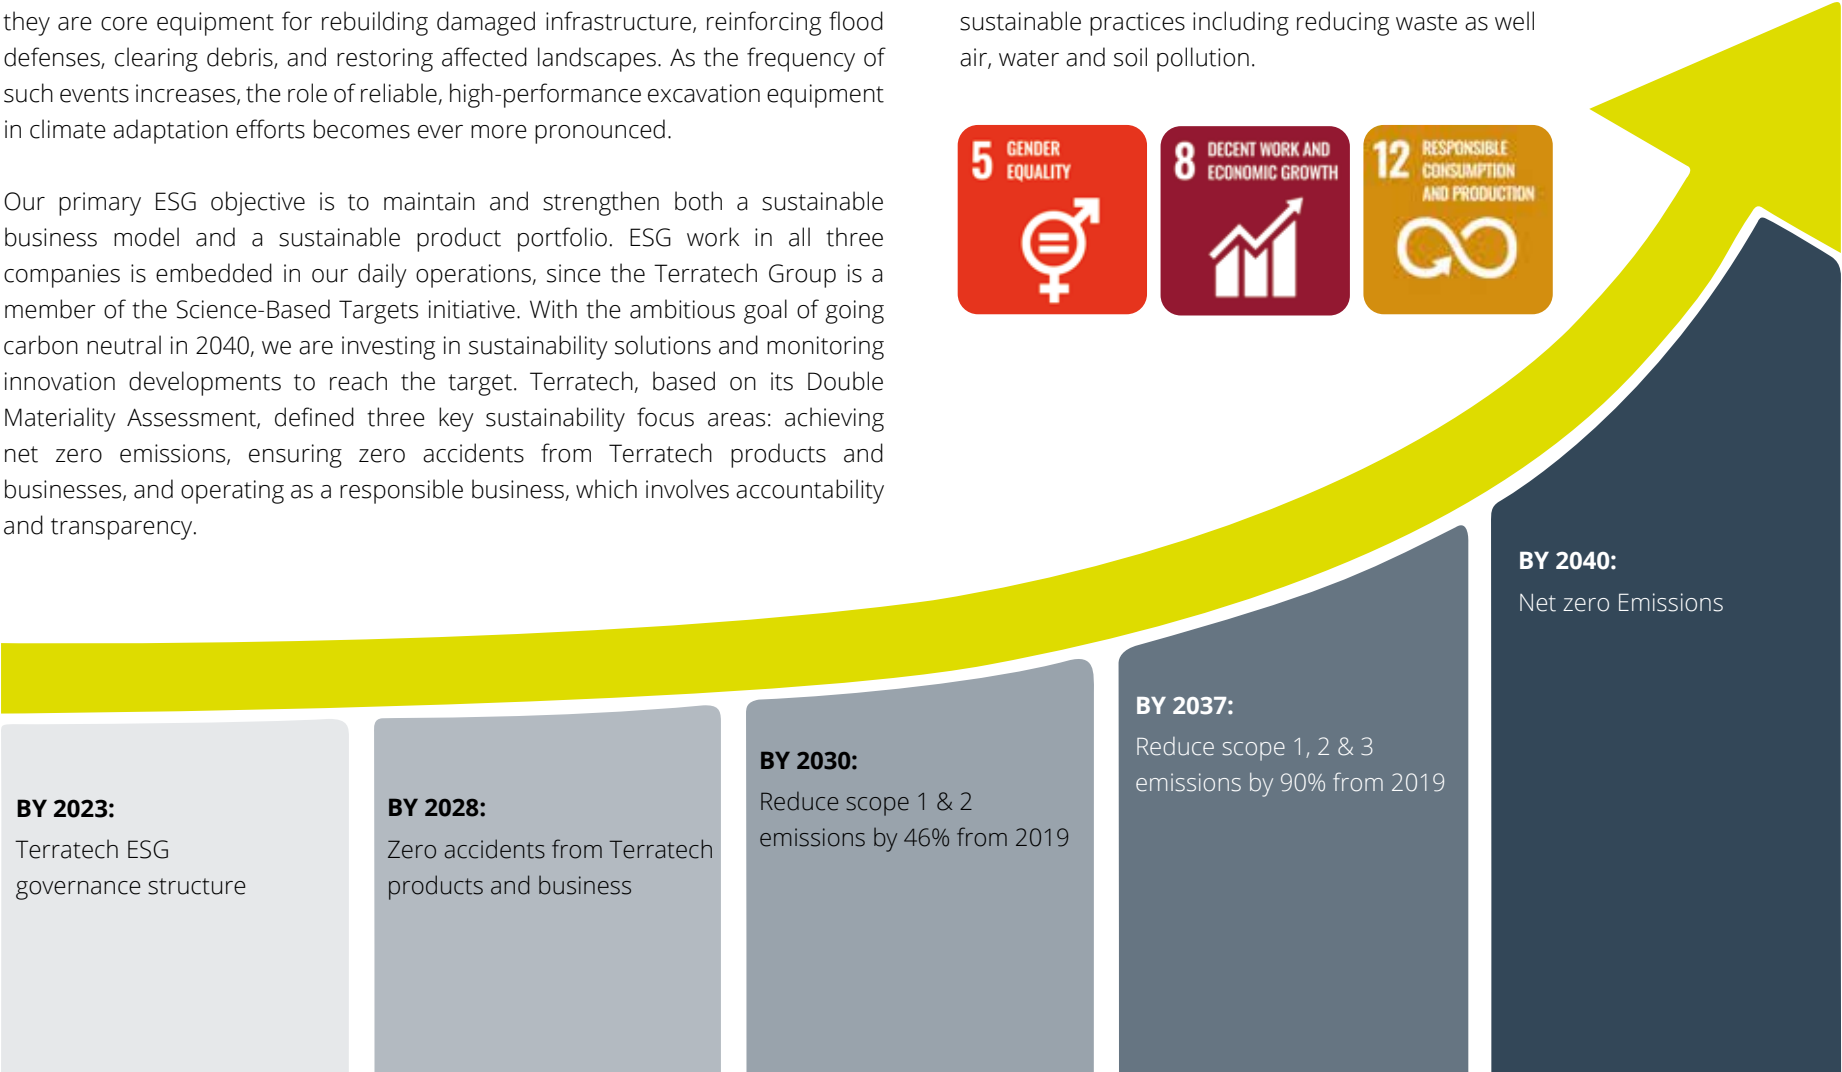 they are core equipment for rebuilding damaged infrastructure, reinforcing flood
defenses, clearing debris, and restoring affected landscapes. As the frequency of
such events increases, the role of reliable, high-performance excavation equipment
in climate adaptation efforts becomes ever more pronounced.
Our primary ESG objective is to maintain and strengthen both a sustainable
business model and a sustainable product portfolio. ESG work in all three
companies is embedded in our daily operations, since the Terratech Group is a
member of the Science-Based Targets initiative. With the ambitious goal of going
carbon neutral in 2040, we are investing in sustainability solutions and monitoring
innovation developments to reach the target. Terratech, based on its Double
Materiality Assessment, defined three key sustainability focus areas: achieving
net zero emissions, ensuring zero accidents from Terratech products and
businesses, and operating as a responsible business, which involves accountability
and transparency.
sustainable practices including reducing waste as well
air, water and soil pollution.
5 GENDER
EQUALITY
8 DECENT WORK AND
ECONOMIC GROWTH
12 RESPONSIBLE
CONSUMPTION
AND PRODUCTION
BY 2023:
Terratech ESG
governance structure
BY 2028:
Zero accidents from Terratech
products and business
BY 2030:
Reduce scope 1 & 2
emissions by 46% from 2019
BY 2037:
Reduce scope 1, 2 & 3
emissions by 90% from 2019
BY 2040:
Net zero Emissions